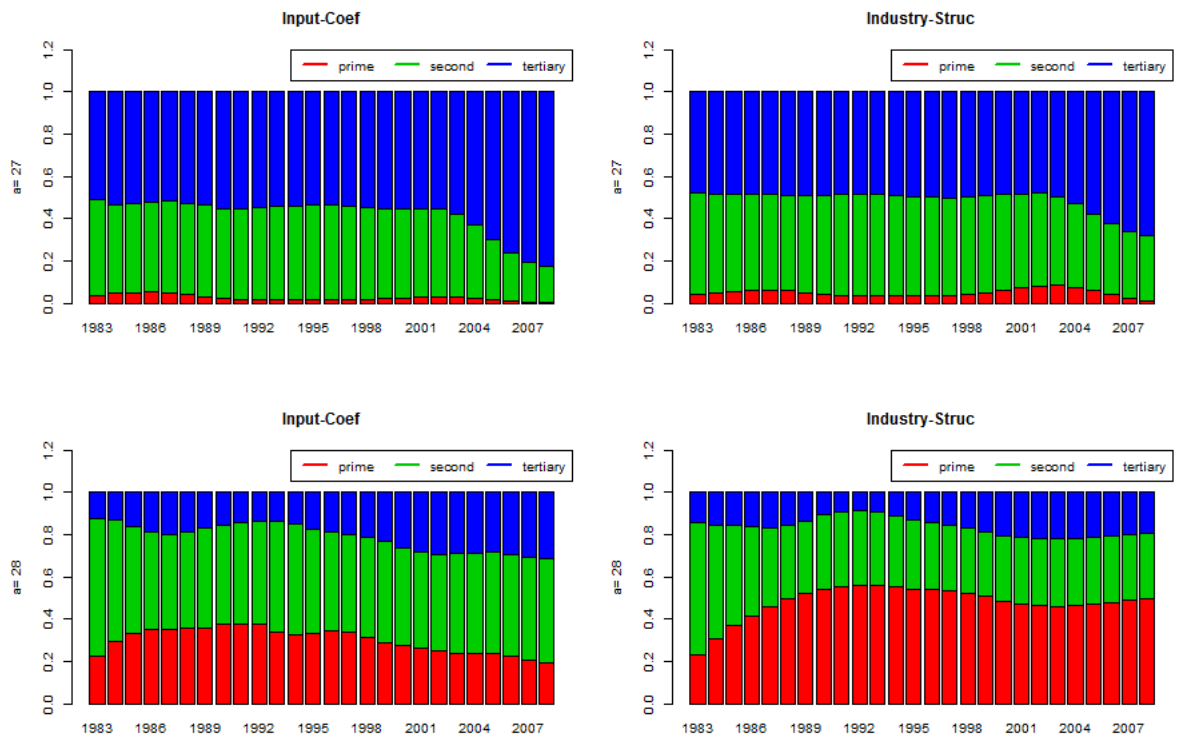 Input-Coef
prime second tertiary
a= 27
0.0 0.2 0.4 0.6 0.8 1.0 1.2
1983 1986 1989 1992 1995 1998 2001 2004 2007
Industry-Struc
prime second tertiary
a= 27
0.0 0.2 0.4 0.6 0.8 1.0 1.2
1983 1986 1989 1992 1995 1998 2001 2004 2007
Input-Coef
prime second tertiary
a= 28
0.0 0.2 0.4 0.6 0.8 1.0 1.2
1983 1986 1989 1992 1995 1998 2001 2004 2007
Industry-Struc
prime second tertiary
a= 28
0.0 0.2 0.4 0.6 0.8 1.0 1.2
1983 1986 1989 1992 1995 1998 2001 2004 2007